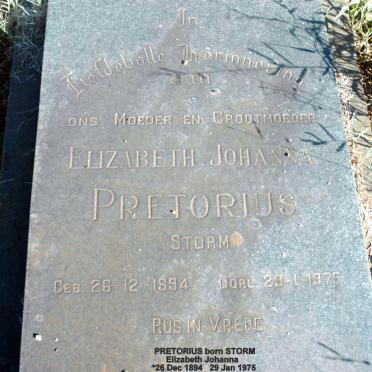 In
Liefdevolle Herinnering
aan
ons Moeder en Grootmoeder
Elizabeth Johanna
Pretorius
(Storm)
Geb 26-12-1894. Oorl. 29-1-1975
Rus in Vrede
PRETORIUS born STORM
Elizabeth Johanna
*26 Dec 1894 29 Jan 1975